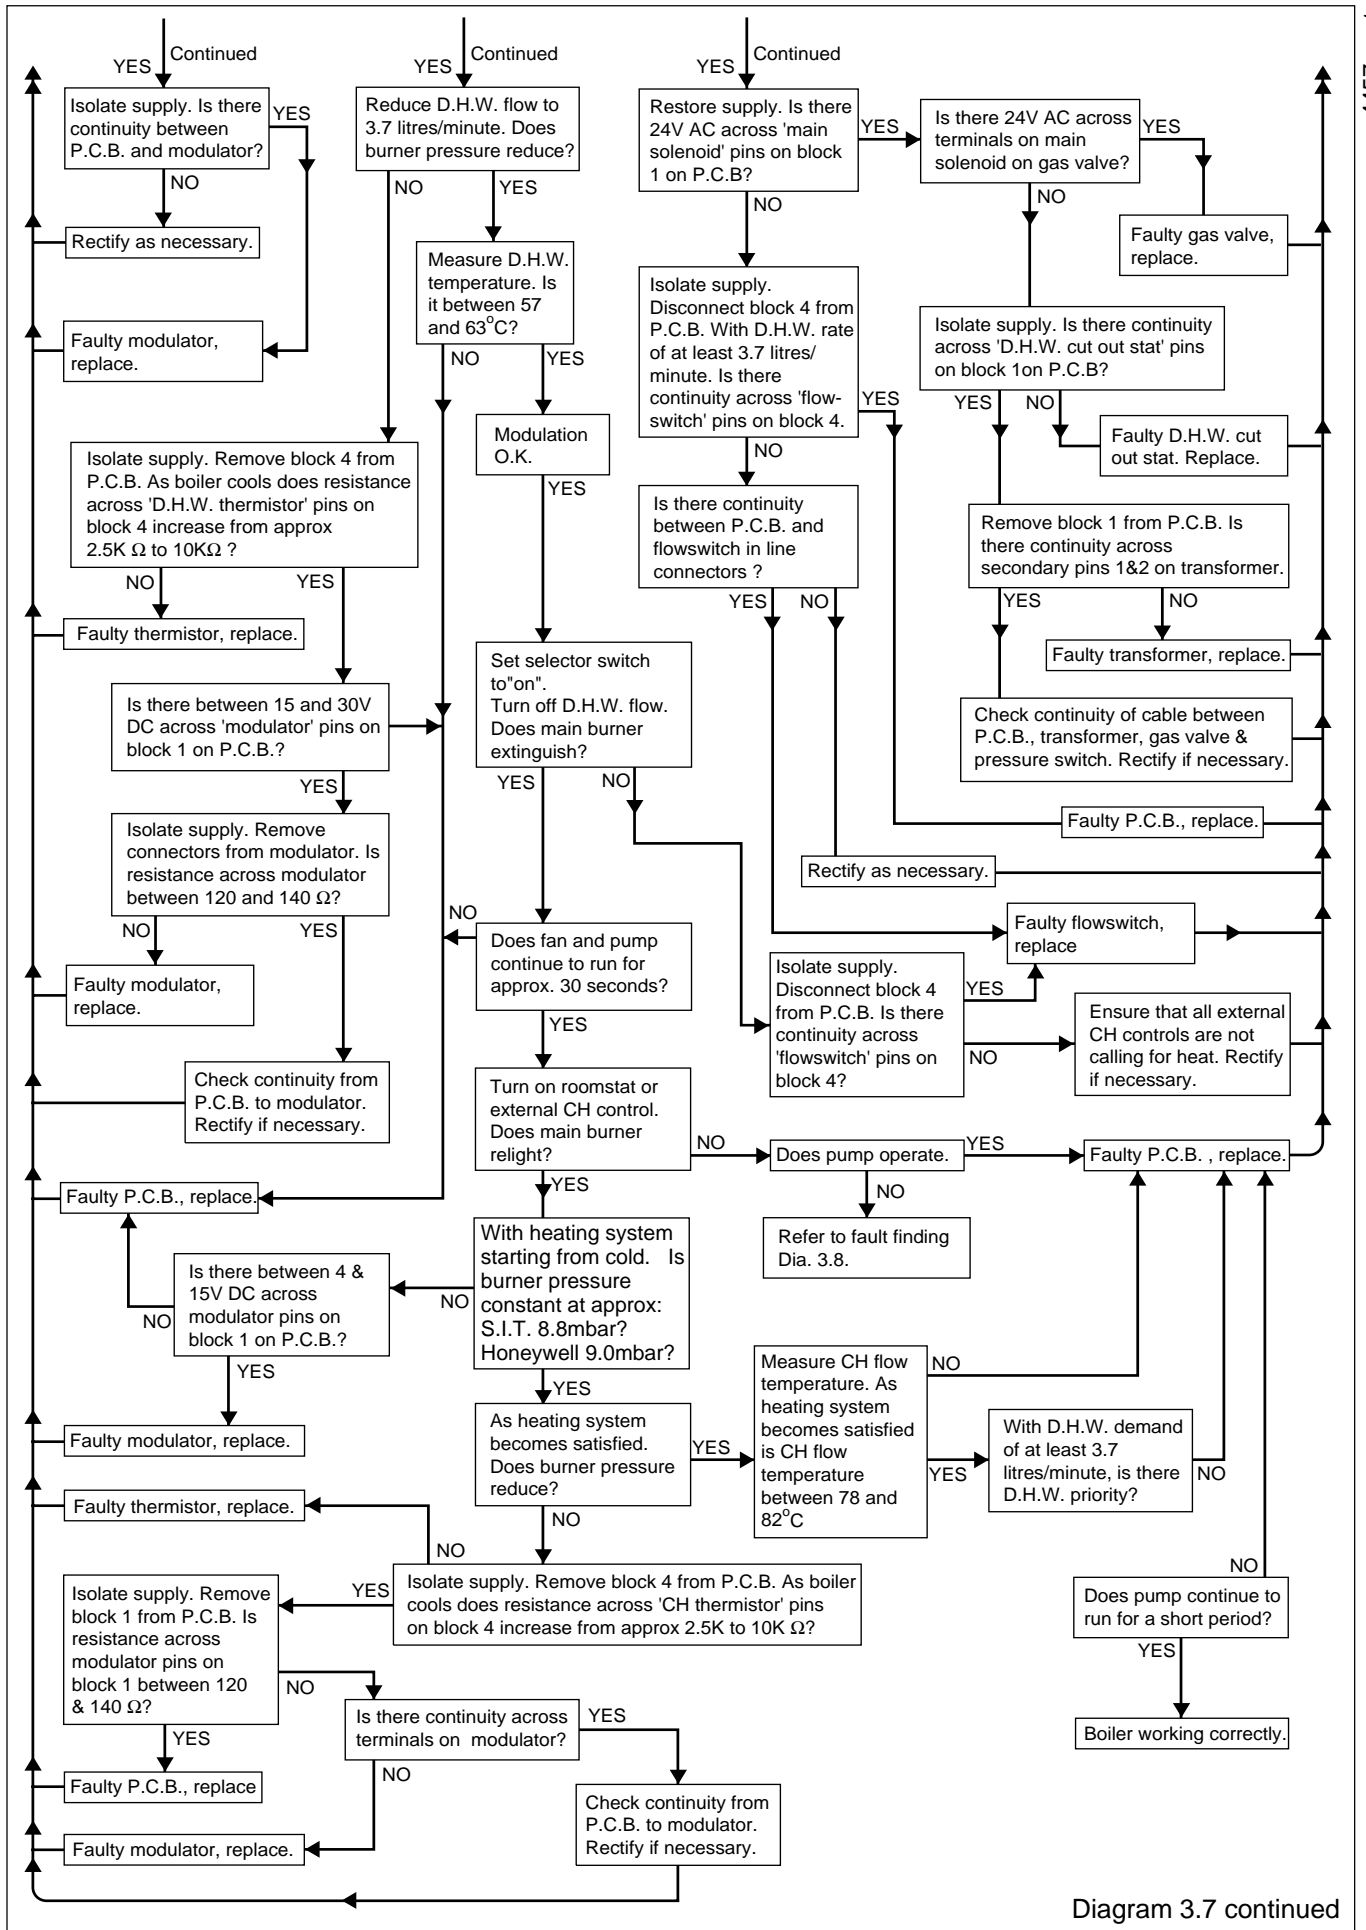 Continued
YES
Isolate supply. Is there
continuity between
P.C.B. and modulator?
YES
NO
Rectify as necessary.
Faulty modulator,
replace.
Continued
YES
Reduce D.H.W. flow to
3.7 litres/minute. Does
burner pressure reduce?
NO
YES
Measure D.H.W.
temperature. Is
it between 57
and 63°C?
NO
YES
Modulation
O.K.
YES
Isolate supply. Remove block 4 from
P.C.B. As boiler cools does resistance
across 'D.H.W. thermistor' pins on
block 4 increase from approx
2.5K Ω to 10KΩ ?
NO
YES
Faulty thermistor, replace.
Is there between 15 and 30V
DC across 'modulator' pins on
block 1 on P.C.B.?
YES
Isolate supply. Remove
connectors from modulator. Is
resistance across modulator
between 120 and 140 Ω?
NO
YES
Faulty modulator,
replace.
Check continuity from
P.C.B. to modulator.
Rectify if necessary.
Set selector switch
to"on".
Turn off D.H.W. flow.
Does main burner
extinguish?
YES
NO
NO
Does fan and pump
continue to run for
approx. 30 seconds?
YES
Turn on roomstat or
external CH control.
Does main burner
relight?
NO
YES
Faulty P.C.B., replace.
With heating system
starting from cold. Is
burner pressure
constant at approx:
S.I.T. 8.8mbar?
Honeywell 9.0mbar?
NO
YES
Is there between 4 &
15V DC across
modulator pins on
block 1 on P.C.B.?
NO
YES
Faulty modulator, replace.
As heating system
becomes satisfied.
Does burner pressure
reduce?
YES
NO
Faulty thermistor, replace.
NO
Isolate supply. Remove block 4 from P.C.B. As boiler
cools does resistance across 'CH thermistor' pins
on block 4 increase from approx 2.5K to 10K Ω?
YES
Isolate supply. Remove
block 1 from P.C.B. Is
resistance across
modulator pins on
block 1 between 120
& 140 Ω?
NO
YES
Faulty P.C.B., replace
Is there continuity across
terminals on modulator?
YES
NO
Faulty modulator, replace.
Check continuity from
P.C.B. to modulator.
Rectify if necessary.
Continued
YES
Restore supply. Is there
24V AC across 'main
solenoid' pins on block
1 on P.C.B?
YES
NO
Is there 24V AC across
terminals on main
solenoid on gas valve?
YES
NO
Faulty gas valve,
replace.
Isolate supply.
Disconnect block 4 from
P.C.B. With D.H.W. rate
of at least 3.7 litres/
minute. Is there
continuity across 'flow-
switch' pins on block 4.
YES
NO
Isolate supply. Is there continuity
across 'D.H.W. cut out stat' pins
on block 1on P.C.B?
YES
NO
Faulty D.H.W. cut
out stat. Replace.
Is there continuity
between P.C.B. and
flowswitch in line
connectors ?
YES
NO
Remove block 1 from P.C.B. Is
there continuity across
secondary pins 1&2 on transformer.
YES
NO
Faulty transformer, replace.
Check continuity of cable between
P.C.B., transformer, gas valve &
pressure switch. Rectify if necessary.
Faulty P.C.B., replace.
Rectify as necessary.
Faulty flowswitch,
replace
Isolate supply.
Disconnect block 4
from P.C.B. Is there
continuity across
'flowswitch' pins on
block 4?
YES
NO
Ensure that all external
CH controls are not
calling for heat. Rectify
if necessary.
Does pump operate.
YES
NO
Faulty P.C.B. , replace.
Refer to fault finding
Dia. 3.8.
Measure CH flow
temperature. As
heating system
becomes satisfied
is CH flow
temperature
between 78 and
82°C
NO
YES
With D.H.W. demand
of at least 3.7
litres/minute, is there
D.H.W. priority?
NO
NO
Does pump continue to
run for a short period?
YES
Boiler working correctly.
Diagram 3.7 continued